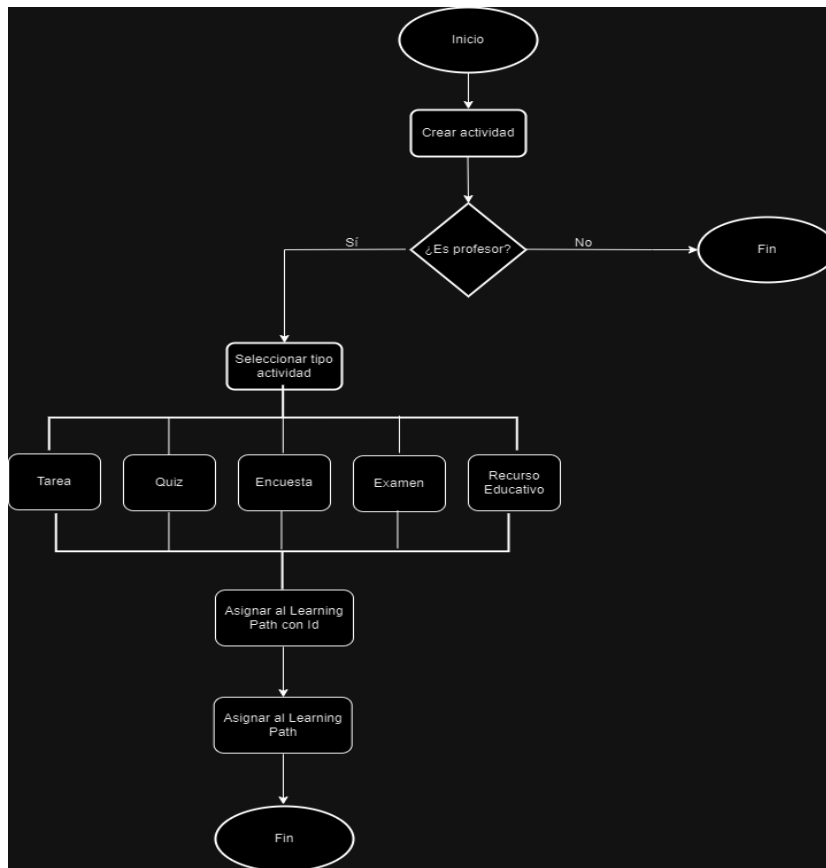 Inicio
Crear actividad
¿Es profesor?
Sí
No
Fin
Seleccionar tipo
actividad
Tarea
Quiz
Encuesta
Examen
Recurso
Educativo
Asignar al Learning
Path con Id
Asignar al Learning
Path
Fin